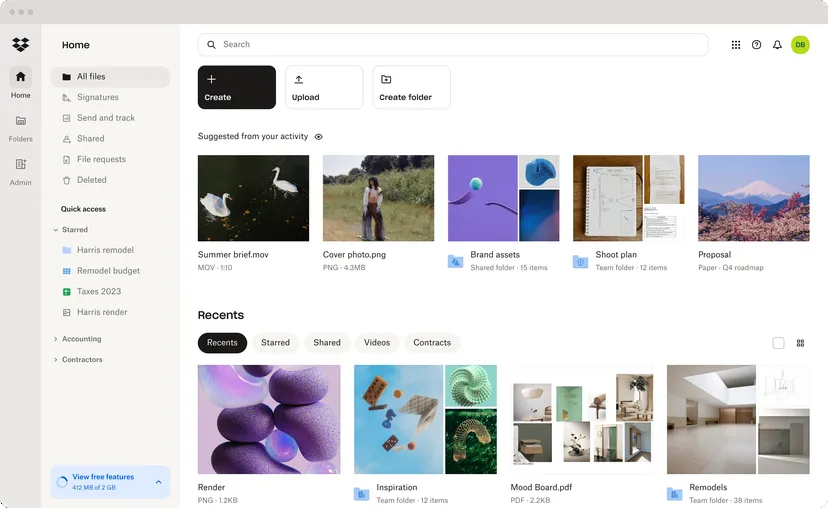 Home
Folders
Admin
Home
All files
Signatures
Send and track
Shared
File requests
Deleted
Quick access
Starred
Harris remodel
Remodel budget
Taxes 2023
Harris render
Accounting
Contractors
View free features
412 MB of 2 GB
Search
DB
Create
Upload
Create folder
Suggested from your activity
Summer brief.mov
MOV · 1:10
Cover photo.png
PNG · 4.3MB
Brand assets
Shared folder · 15 items
Shoot plan
Team folder · 12 items
Proposal
Paper · Q4 roadmap
Recents
Recents
Starred
Shared
Videos
Contracts
Render
PNG · 1.2KB
Inspiration
Team folder · 12 items
Mood Board.pdf
PDF · 2.2KB
Remodels
Team folder · 38 items